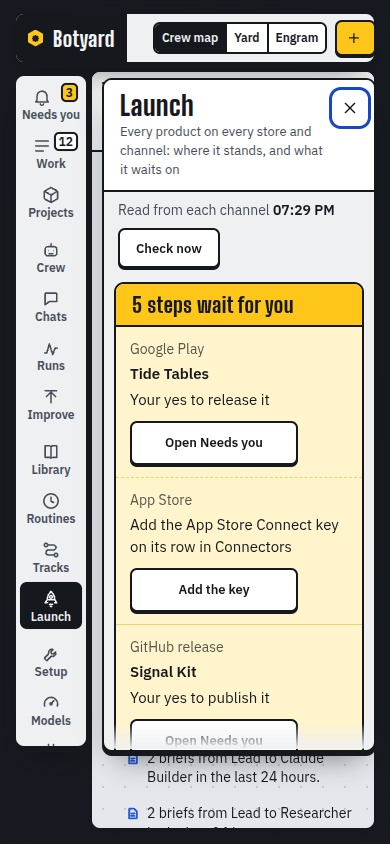 Botyard
Crew map
Yard
Engram
+
3
Needs you
12
Work
Projects
Crew
Chats
Runs
Improve
Library
Routines
Tracks
Launch
Setup
Models
Launch
Every product on every store and
channel: where it stands, and what
it waits on
Read from each channel 07:29 PM
Check now
5 steps wait for you
Google Play
Tide Tables
Your yes to release it
Open Needs you
App Store
Add the App Store Connect key
on its row in Connectors
Add the key
GitHub release
Signal Kit
Your yes to publish it
Open Needs you
2 briefs from Lead to Claude
Builder in the last 24 hours.
2 briefs from Lead to Researcher